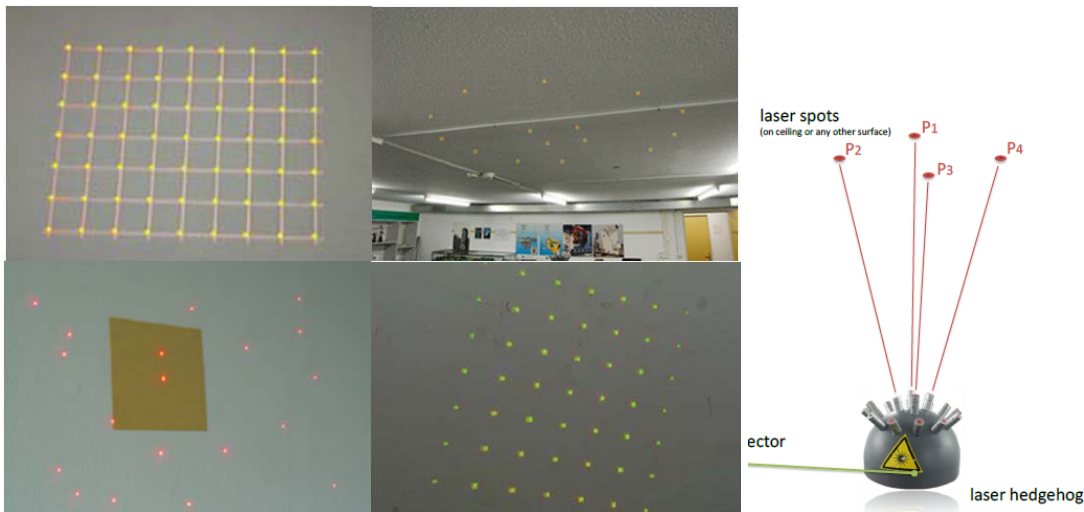 laser spots
(on ceiling or any other surface)
P1
P2
P4
P3
ector
laser hedgehog